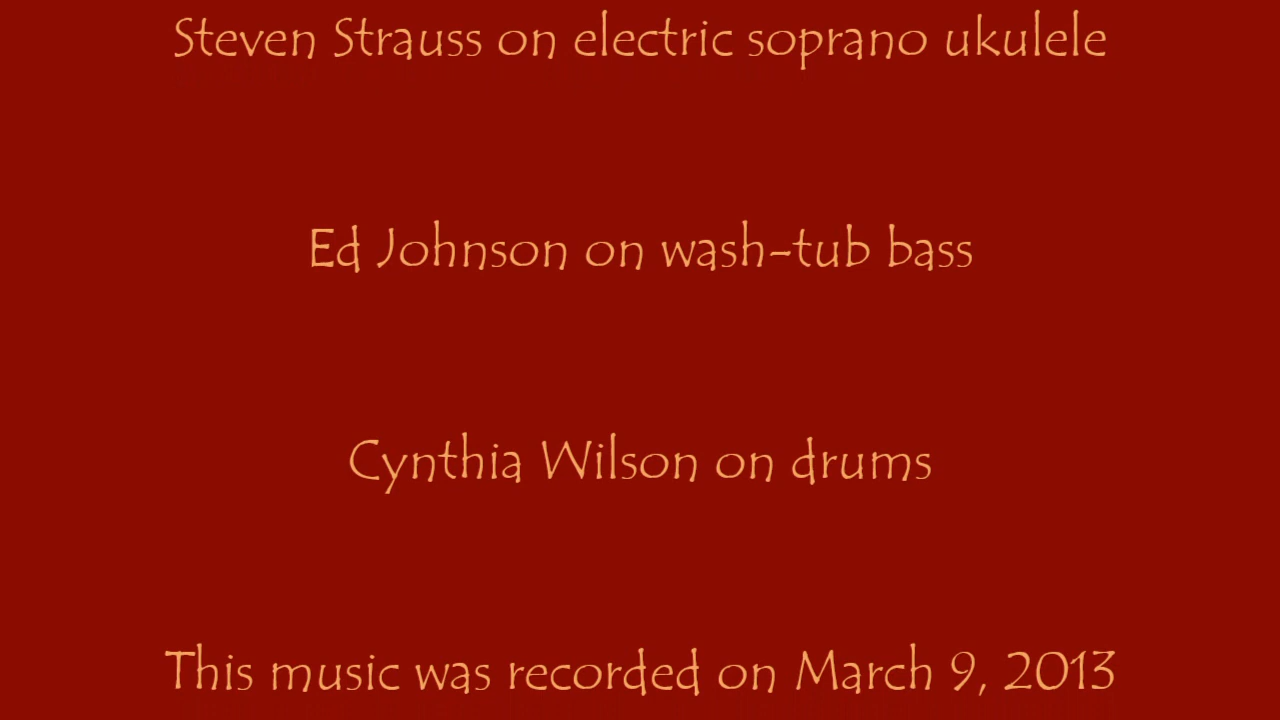 Steven Strauss on electric soprano ukulele
Ed Johnson on wash-tub bass
Cynthia Wilson on drums
This music was recorded on March 9, 2013